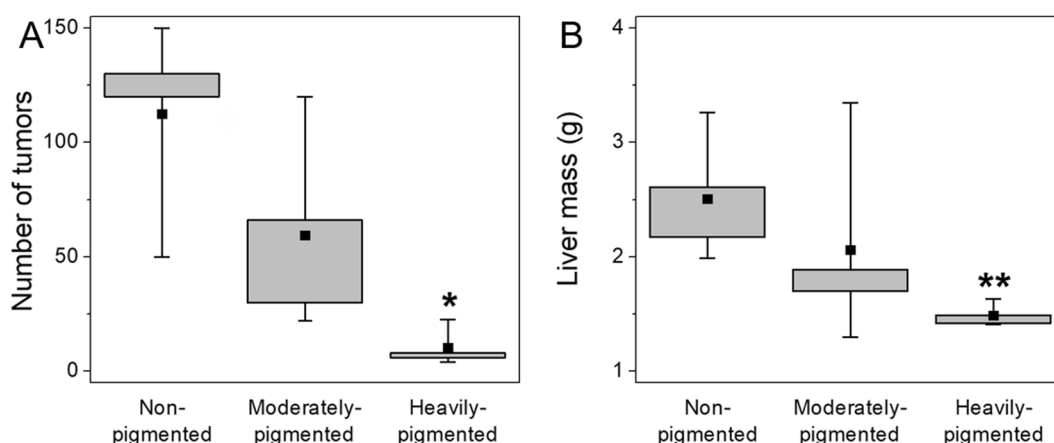 A
Number of tumors
150
100
50
0
Non-
pigmented
Moderately-
pigmented
Heavily-
pigmented
*
B
Liver mass (g)
4
3
2
1
Non-
pigmented
Moderately-
pigmented
Heavily-
pigmented
**